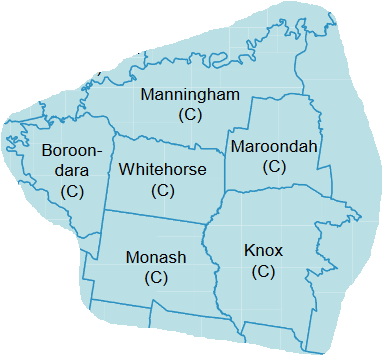 Manningham
(C)
Boroon-
dara
(C)
Whitehorse
(C)
Maroondah
(C)
Monash
(C)
Knox
(C)